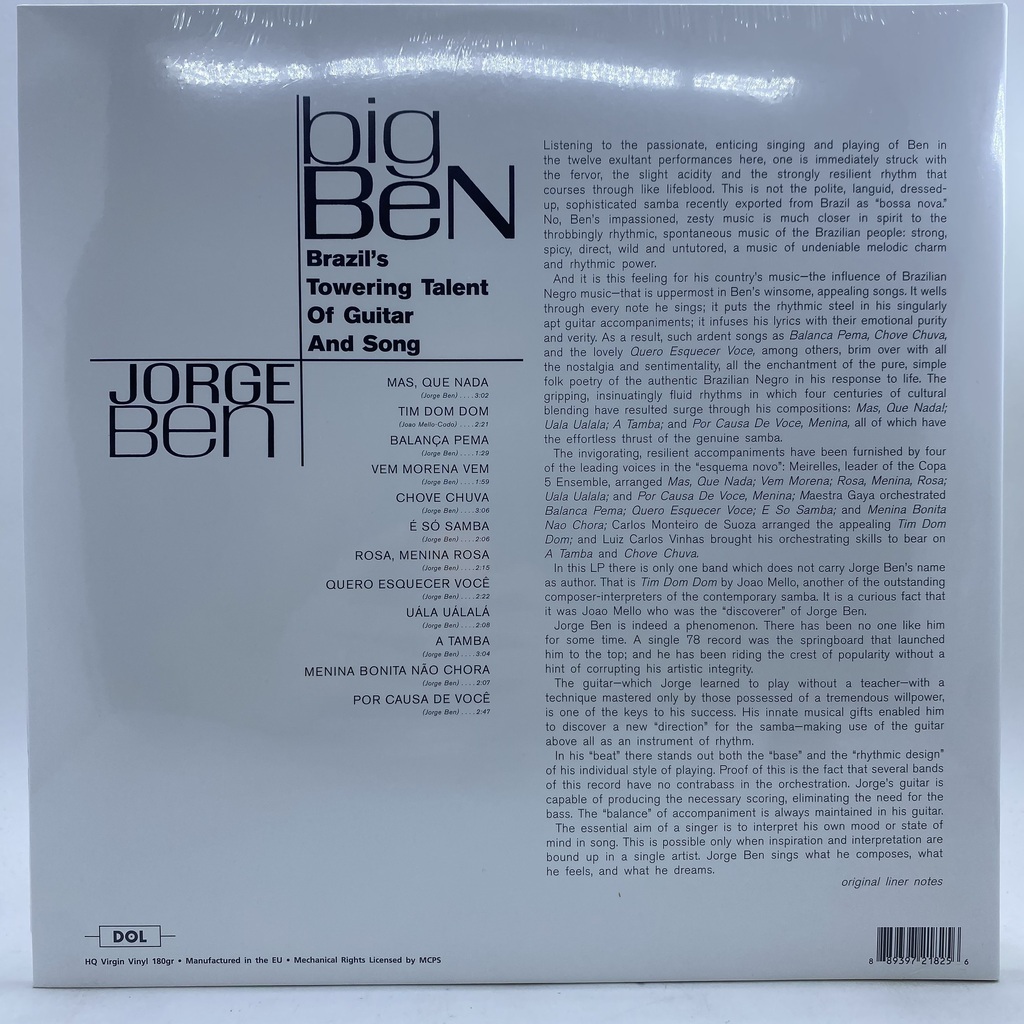 big
BeN
Brazil's
Towering Talent
Of Guitar
And Song
JORGE
Ben
MAS, QUE NADA
(Jorge Ben) .... 3:02
TIM DOM DOM
(Joao Mello-Codo) .... 2:21
BALANÇA PEMA
(Jorge Ben) .... 1:29
VEM MORENA VEM
(Jorge Ben) .... 1:59
CHOVE CHUVA
(Jorge Ben) .... 3:06
É SÓ SAMBA
(Jorge Ben) .... 2:06
ROSA, MENINA ROSA
(Jorge Ben) .... 2:15
QUERO ESQUECER VOCÊ
(Jorge Ben) .... 2:22
UÁLA UÁLALÁ
(Jorge Ben) .... 2:08
A TAMBA
(Jorge Ben) .... 3:04
MENINA BONITA NÃO CHORA
(Jorge Ben) .... 2:07
POR CAUSA DE VOCÊ
(Jorge Ben) .... 2:47
Listening to the passionate, enticing singing and playing of Ben in
the twelve exultant performances here, one is immediately struck with
the fervor, the slight acidity and the strongly resilient rhythm that
courses through like lifeblood. This is not the polite, languid, dressed-
up, sophisticated samba recently exported from Brazil as "bossa nova."
No, Ben's impassioned, zesty music is much closer in spirit to the
throbbingly rhythmic, spontaneous music of the Brazilian people: strong,
spicy, direct, wild and untutored, a music of undeniable melodic charm
and rhythmic power.
And it is this feeling for his country's music—the influence of Brazilian
Negro music—that is uppermost in Ben's winsome, appealing songs. It wells
through every note he sings; it puts the rhythmic steel in his singularly
apt guitar accompaniments; it infuses his lyrics with their emotional purity
and verity. As a result, such ardent songs as Balanca Pema, Chove Chuva,
and the lovely Quero Esquecer Voce, among others, brim over with all
the nostalgia and sentimentality, all the enchantment of the pure, simple
folk poetry of the authentic Brazilian Negro in his response to life. The
gripping, insinuatingly fluid rhythms in which four centuries of cultural
blending have resulted surge through his compositions: Mas, Que Nada!;
Uala Ualala; A Tamba; and Por Causa De Voce, Menina, all of which have
the effortless thrust of the genuine samba.
The invigorating, resilient accompaniments have been furnished by four
of the leading voices in the "esquema novo": Meirelles, leader of the Copa
5 Ensemble, arranged Mas, Que Nada; Vem Morena; Rosa, Menina, Rosa;
Uala Ualala; and Por Causa De Voce, Menina; Maestra Gaya orchestrated
Balanca Pema; Quero Esquecer Voce; E So Samba; and Menina Bonita
Nao Chora; Carlos Monteiro de Suoza arranged the appealing Tim Dom
Dom; and Luiz Carlos Vinhas brought his orchestrating skills to bear on
A Tamba and Chove Chuva.
In this LP there is only one band which does not carry Jorge Ben's name
as author. That is Tim Dom Dom by Joao Mello, another of the outstanding
composer-interpreters of the contemporary samba. It is a curious fact that
it was Joao Mello who was the "discoverer" of Jorge Ben.
Jorge Ben is indeed a phenomenon. There has been no one like him
for some time. A single 78 record was the springboard that launched
him to the top; and he has been riding the crest of popularity without a
hint of corrupting his artistic integrity.
The guitar—which Jorge learned to play without a teacher—with a
technique mastered only by those possessed of a tremendous willpower,
is one of the keys to his success. His innate musical gifts enabled him
to discover a new "direction" for the samba—making use of the guitar
above all as an instrument of rhythm.
In his "beat" there stands out both the "base" and the "rhythmic design"
of his individual style of playing. Proof of this is the fact that several bands
of this record have no contrabass in the orchestration. Jorge's guitar is
capable of producing the necessary scoring, eliminating the need for the
bass. The "balance" of accompaniment is always maintained in his guitar.
The essential aim of a singer is to interpret his own mood or state of
mind in song. This is possible only when inspiration and interpretation are
bound up in a single artist. Jorge Ben sings what he composes, what
he feels, and what he dreams.
original liner notes
DOL
HQ Virgin Vinyl 180gr • Manufactured in the EU • Mechanical Rights Licensed by MCPS
8 89397 21825 6